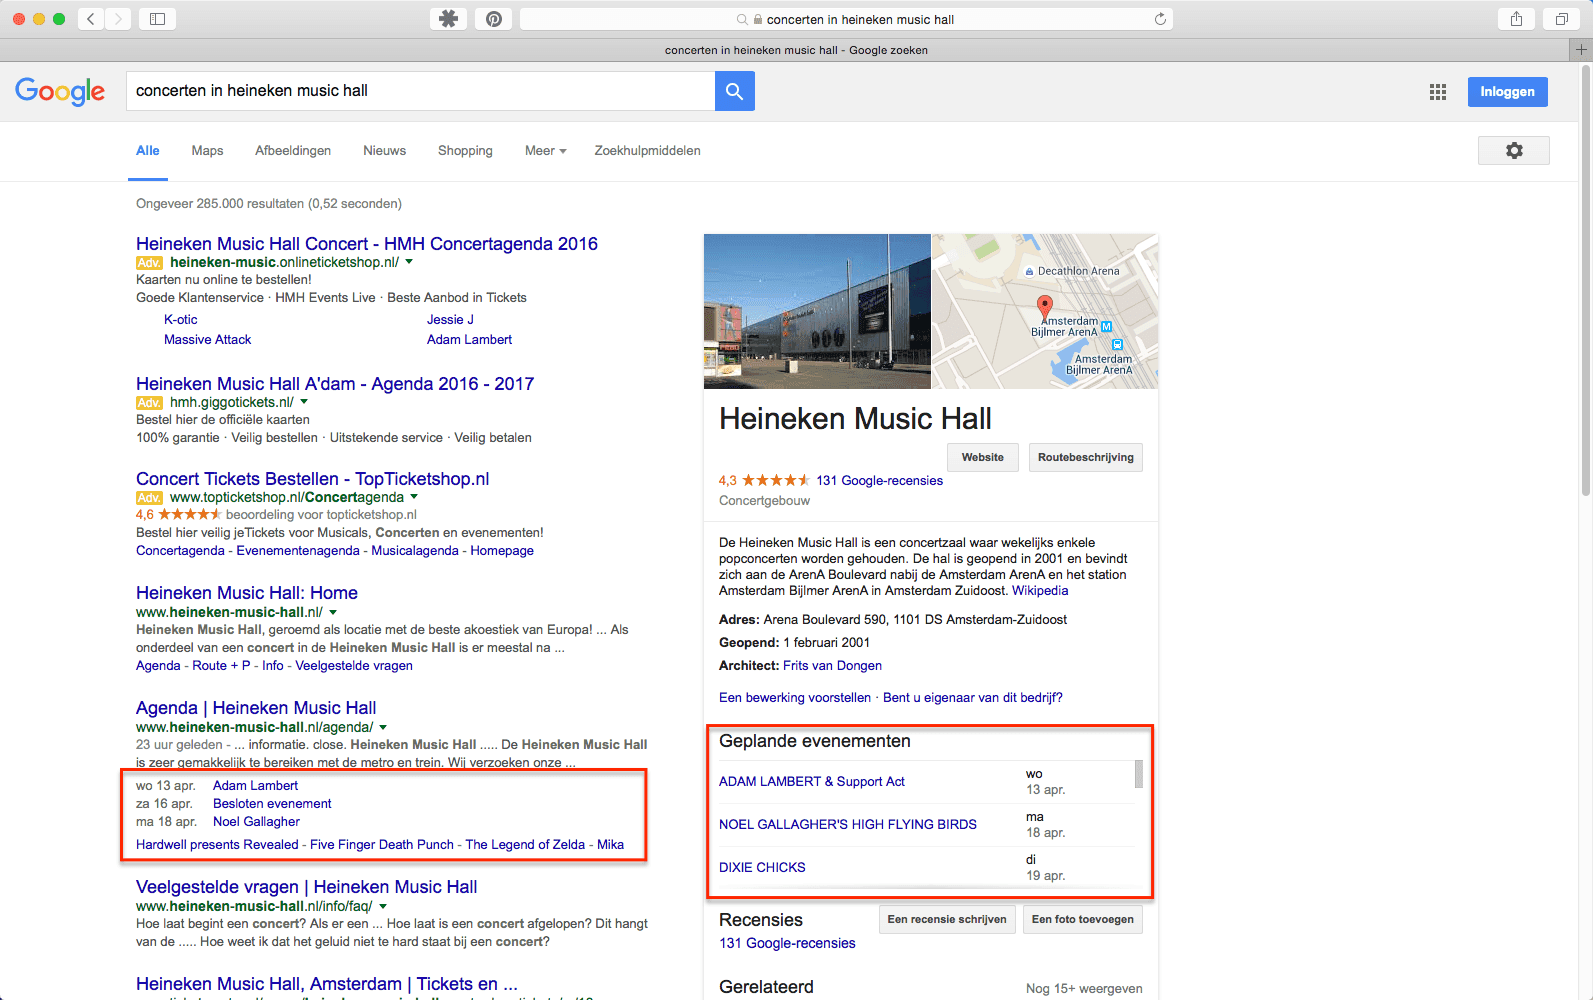 concerten in heineken music hall
concerten in heineken music hall - Google zoeken
Google
concerten in heineken music hall
Inloggen
Alle Maps Afbeeldingen Nieuws Shopping Meer Zoekhulpmiddelen
Ongeveer 285.000 resultaten (0,52 seconden)
Heineken Music Hall Concert - HMH Concertagenda 2016
Adv. heineken-music.onlineticketshop.nl/
Kaarten nu online te bestellen!
Goede Klantenservice · HMH Events Live · Beste Aanbod in Tickets
K-otic Jessie J
Massive Attack Adam Lambert
Heineken Music Hall A'dam - Agenda 2016 - 2017
Adv. hmh.giggotickets.nl/
Bestel hier de officiële kaarten
100% garantie · Veilig bestellen · Uitstekende service · Veilig betalen
Concert Tickets Bestellen - TopTicketshop.nl
Adv. www.topticketshop.nl/Concertagenda
4,6 beoordeling voor topticketshop.nl
Bestel hier veilig jeTickets voor Musicals, Concerten en evenementen!
Concertagenda - Evenementenagenda - Musicalagenda - Homepage
Heineken Music Hall: Home
www.heineken-music-hall.nl/
Heineken Music Hall, geroemd als locatie met de beste akoestiek van Europa! ... Als
onderdeel van een concert in de Heineken Music Hall is er meestal na ...
Agenda - Route + P - Info - Veelgestelde vragen
Agenda | Heineken Music Hall
www.heineken-music-hall.nl/agenda/
23 uur geleden - ... informatie. close. Heineken Music Hall ..... De Heineken Music Hall
is zeer gemakkelijk te bereiken met de metro en trein. Wij verzoeken onze ...
wo 13 apr. Adam Lambert
za 16 apr. Besloten evenement
ma 18 apr. Noel Gallagher
Hardwell presents Revealed - Five Finger Death Punch - The Legend of Zelda - Mika
Veelgestelde vragen | Heineken Music Hall
www.heineken-music-hall.nl/info/faq/
Hoe laat begint een concert? Als er een ... Hoe laat is een concert afgelopen? Dit hangt
van de ..... Hoe weet ik dat het geluid niet te hard staat bij een concert?
Heineken Music Hall, Amsterdam | Tickets en ...
Decathlon Arena
Amsterdam
Bijlmer ArenA
Amsterdam
Bijlmer ArenA
Heineken Music Hall
Website Routebeschrijving
4,3 131 Google-recensies
Concertgebouw
De Heineken Music Hall is een concertzaal waar wekelijks enkele
popconcerten worden gehouden. De hal is geopend in 2001 en bevindt
zich aan de ArenA Boulevard nabij de Amsterdam ArenA en het station
Amsterdam Bijlmer ArenA in Amsterdam Zuidoost. Wikipedia
Adres: Arena Boulevard 590, 1101 DS Amsterdam-Zuidoost
Geopend: 1 februari 2001
Architect: Frits van Dongen
Een bewerking voorstellen · Bent u eigenaar van dit bedrijf?
Geplande evenementen
ADAM LAMBERT & Support Act wo
13 apr.
NOEL GALLAGHER'S HIGH FLYING BIRDS ma
18 apr.
DIXIE CHICKS di
19 apr.
Recensies Een recensie schrijven Een foto toevoegen
131 Google-recensies
Gerelateerd Nog 15+ weergeven